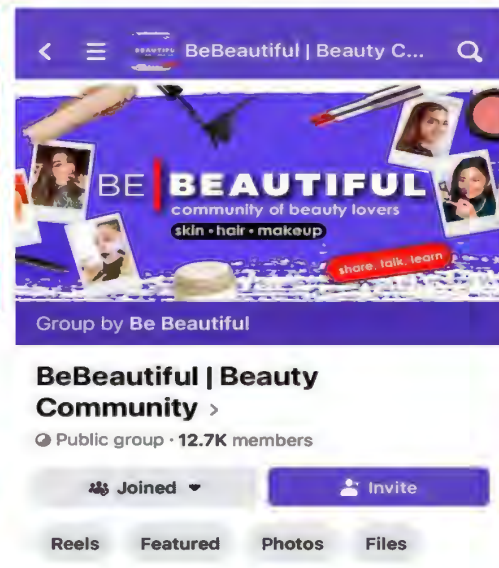 BeBeautiful | Beauty C...
BE BEAUTIFUL
community of beauty lovers
skin • hair • makeup
share, talk, learn
Group by Be Beautiful
BeBeautiful | Beauty
Community >
Public group · 12.7K members
Joined
Invite
Reels Featured Photos Files